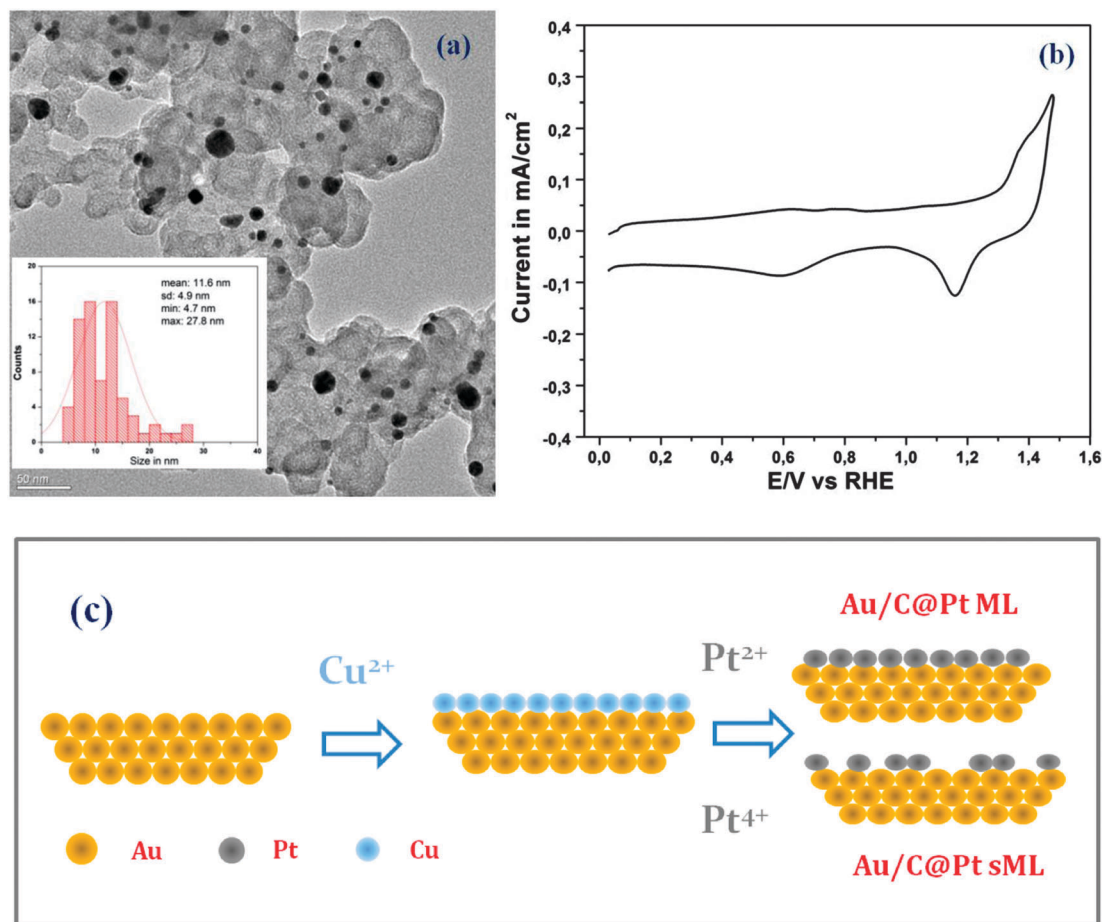 (a)
mean: 11.6 nm
sd: 4.9 nm
min: 4.7 nm
max: 27.8 nm
20
16
12
8
4
0
Counts
0 10 20 30 40
Size in nm
50 nm
(b)
0,4
0,3
0,2
0,1
0,0
-0,1
-0,2
-0,3
-0,4
Current in mA/cm²
0,0 0,2 0,4 0,6 0,8 1,0 1,2 1,4 1,6
E/V vs RHE
(c)
Cu²⁺
Pt²⁺
Pt⁴⁺
Au/C@Pt ML
Au/C@Pt sML
Au Pt Cu